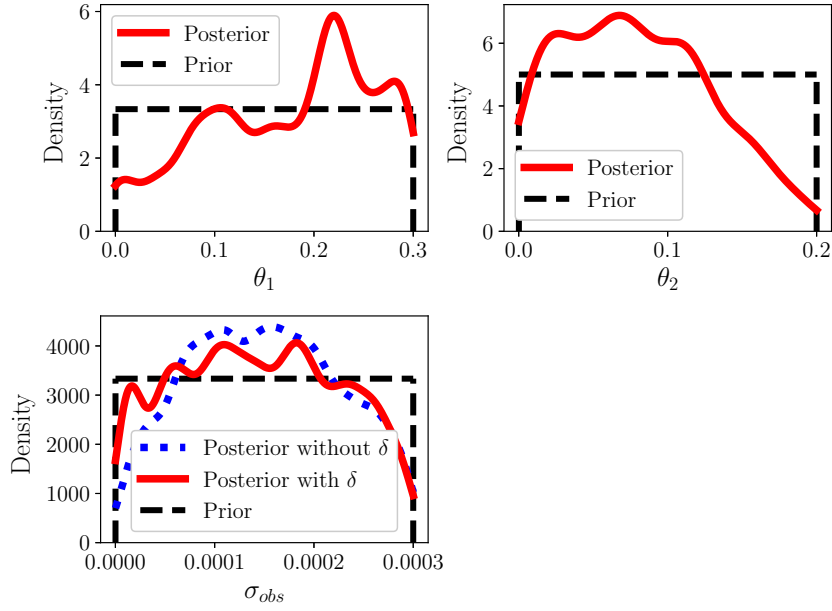 6
4
2
0
Density
Posterior
Prior
0.0
0.1
0.2
0.3
θ1
6
4
2
0
Density
Posterior
Prior
0.0
0.1
0.2
θ2
4000
3000
2000
1000
0
Density
Posterior without δ
Posterior with δ
Prior
0.0000
0.0001
0.0002
0.0003
σobs